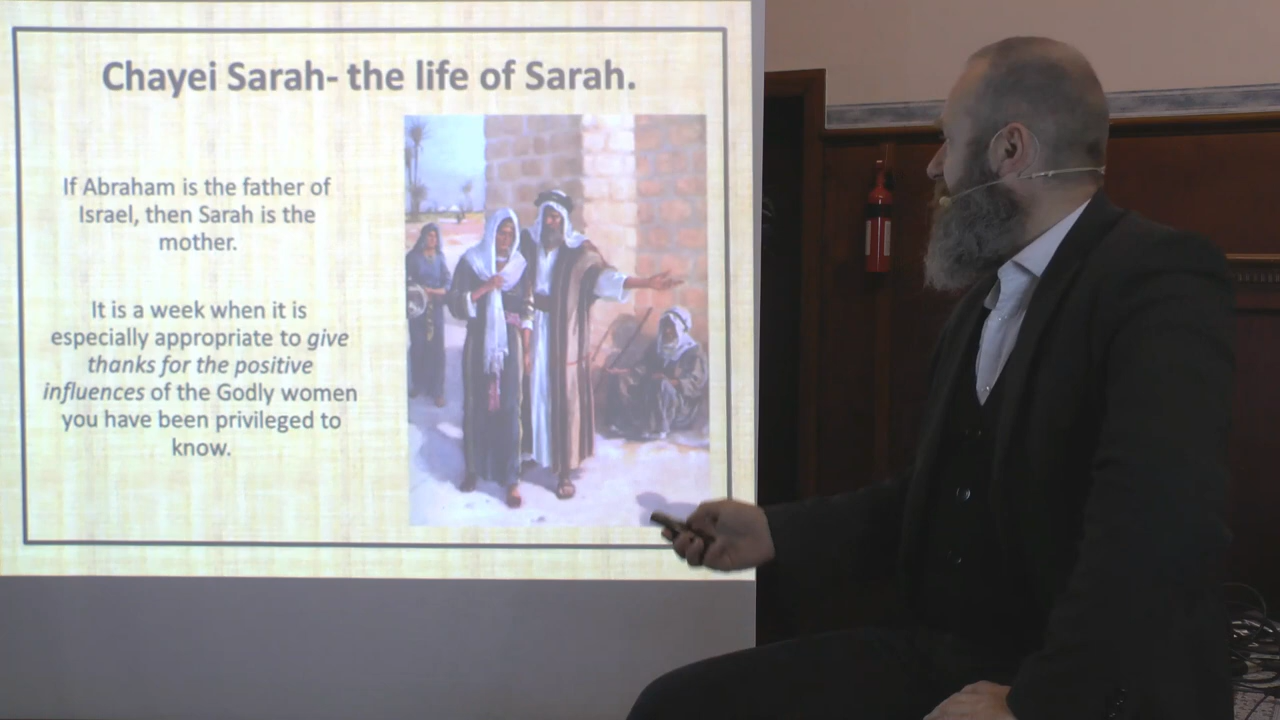 Chayei Sarah- the life of Sarah.
If Abraham is the father of
Israel, then Sarah is the
mother.
It is a week when it is
especially appropriate to give
thanks for the positive
influences of the Godly women
you have been privileged to
know.